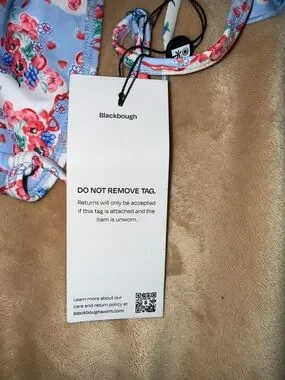 Blackbough
DO NOT REMOVE TAG.
Returns will only be accepted
if this tag is attached and the
item is unworn.
Learn more about our
care and return policy at
blackboughswim.com